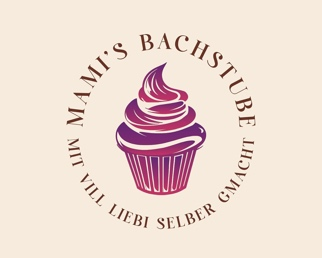 MAMI'S BACHSTUBE
MIT VILL LIEBI SELBER GMACHT